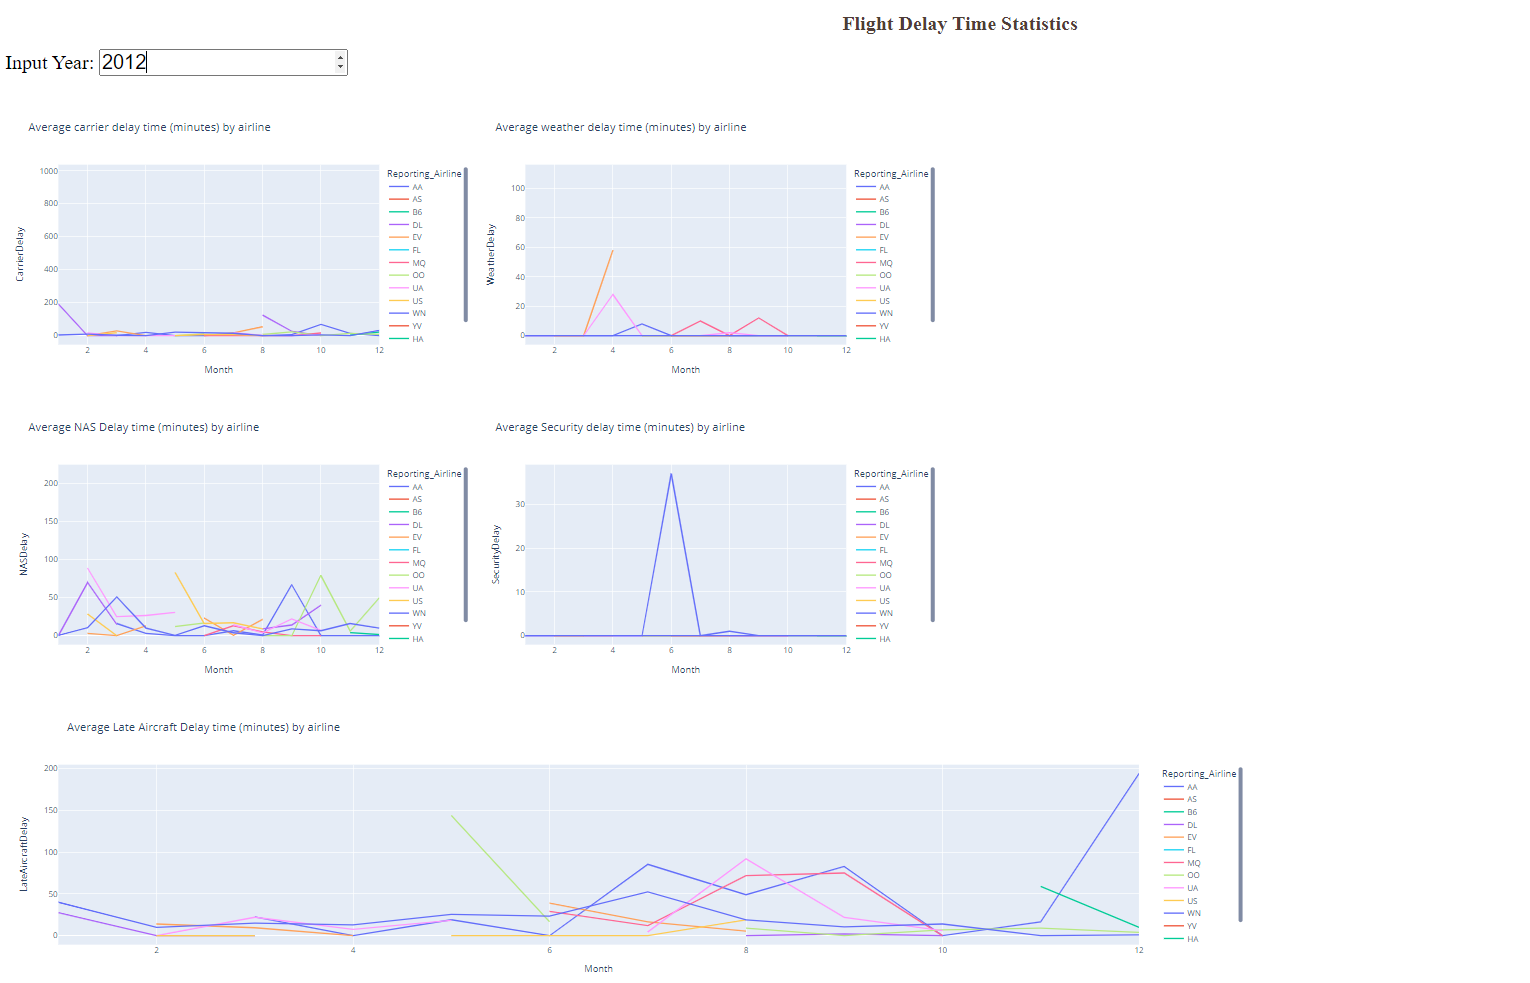 Flight Delay Time Statistics
Input Year: 2012
Average carrier delay time (minutes) by airline
CarrierDelay
1000
800
600
400
200
0
2 4 6 8 10 12
Month
Reporting_Airline
AA
AS
B6
DL
EV
FL
MQ
OO
UA
US
WN
YV
HA
Average weather delay time (minutes) by airline
WeatherDelay
100
80
60
40
20
0
2 4 6 8 10 12
Month
Reporting_Airline
AA
AS
B6
DL
EV
FL
MQ
OO
UA
US
WN
YV
HA
Average NAS Delay time (minutes) by airline
NASDelay
200
150
100
50
0
2 4 6 8 10 12
Month
Reporting_Airline
AA
AS
B6
DL
EV
FL
MQ
OO
UA
US
WN
YV
HA
Average Security delay time (minutes) by airline
SecurityDelay
30
20
10
0
2 4 6 8 10 12
Month
Reporting_Airline
AA
AS
B6
DL
EV
FL
MQ
OO
UA
US
WN
YV
HA
Average Late Aircraft Delay time (minutes) by airline
LateAircraftDelay
200
150
100
50
0
2 4 6 8 10 12
Month
Reporting_Airline
AA
AS
B6
DL
EV
FL
MQ
OO
UA
US
WN
YV
HA